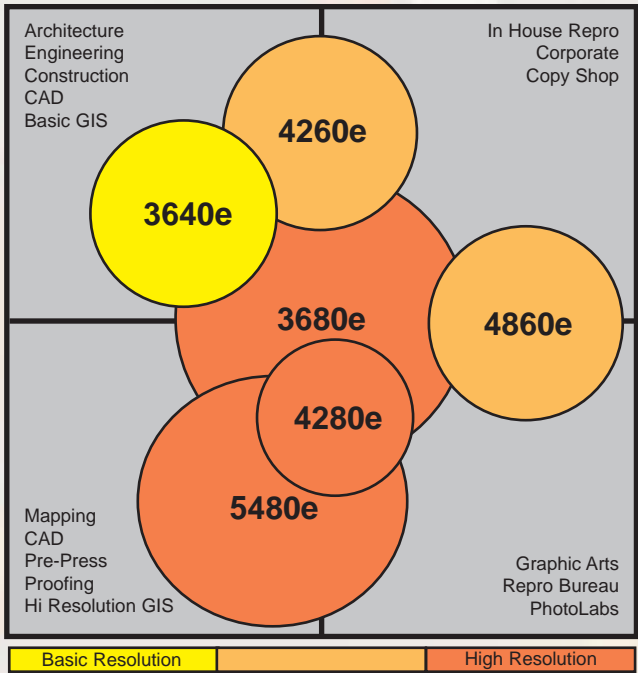 Architecture
Engineering
Construction
CAD
Basic GIS
In House Repro
Corporate
Copy Shop
4260e
3640e
3680e
4860e
4280e
5480e
Mapping
CAD
Pre-Press
Proofing
Hi Resolution GIS
Graphic Arts
Repro Bureau
PhotoLabs
Basic Resolution
High Resolution